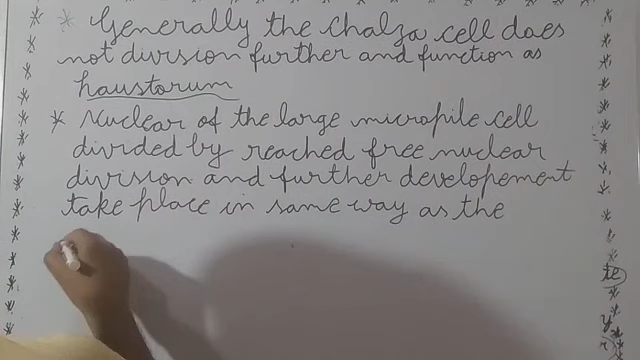 * Generally the chalza cell does
not division further and function as
haustorum
* Nuclear of the large micropile cell
divided by reached free nuclear
division and further developement
take place in same way as the
te
y